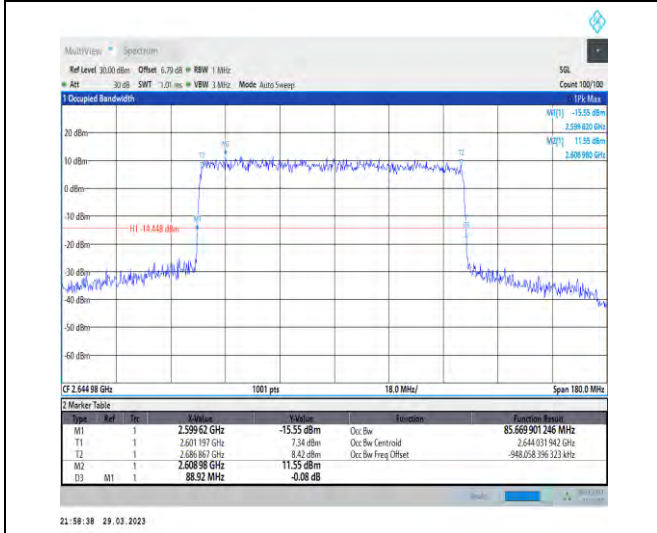 MultiView Spectrum
Ref Level 30.00 dBm Offset 6.79 dB RBW 1 MHz SGL
Att 30 dB SWT 1.01 ms VBW 3 MHz Mode Auto Sweep Count 100/100
1 Occupied Bandwidth 1Pk Max
M1[1] -15.55 dBm
2.599 620 GHz
M2[1] 11.55 dBm
2.608 980 GHz
20 dBm
M2
T1
T2
10 dBm
0 dBm
-10 dBm
M1
H1 -14.448 dBm
D3
-20 dBm
-30 dBm
-40 dBm
-50 dBm
-60 dBm
CF 2.644 98 GHz 1001 pts 18.0 MHz/ Span 180.0 MHz
2 Marker Table
Type Ref Trc X-Value Y-Value Function Function Result
M1 1 2.599 62 GHz -15.55 dBm Occ Bw 85.669 901 246 MHz
T1 1 2.601 197 GHz 7.34 dBm Occ Bw Centroid 2.644 031 942 GHz
T2 1 2.686 867 GHz 8.42 dBm Occ Bw Freq Offset -948.058 396 323 kHz
M2 1 2.608 98 GHz 11.55 dBm
D3 M1 1 88.92 MHz -0.08 dB
21:58:38 29.03.2023